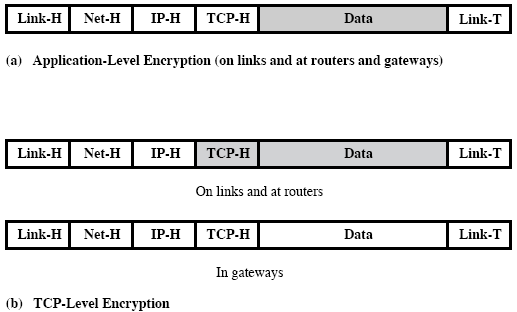 Link-H Net-H IP-H TCP-H Data Link-T
(a) Application-Level Encryption (on links and at routers and gateways)
Link-H Net-H IP-H TCP-H Data Link-T
On links and at routers
Link-H Net-H IP-H TCP-H Data Link-T
In gateways
(b) TCP-Level Encryption